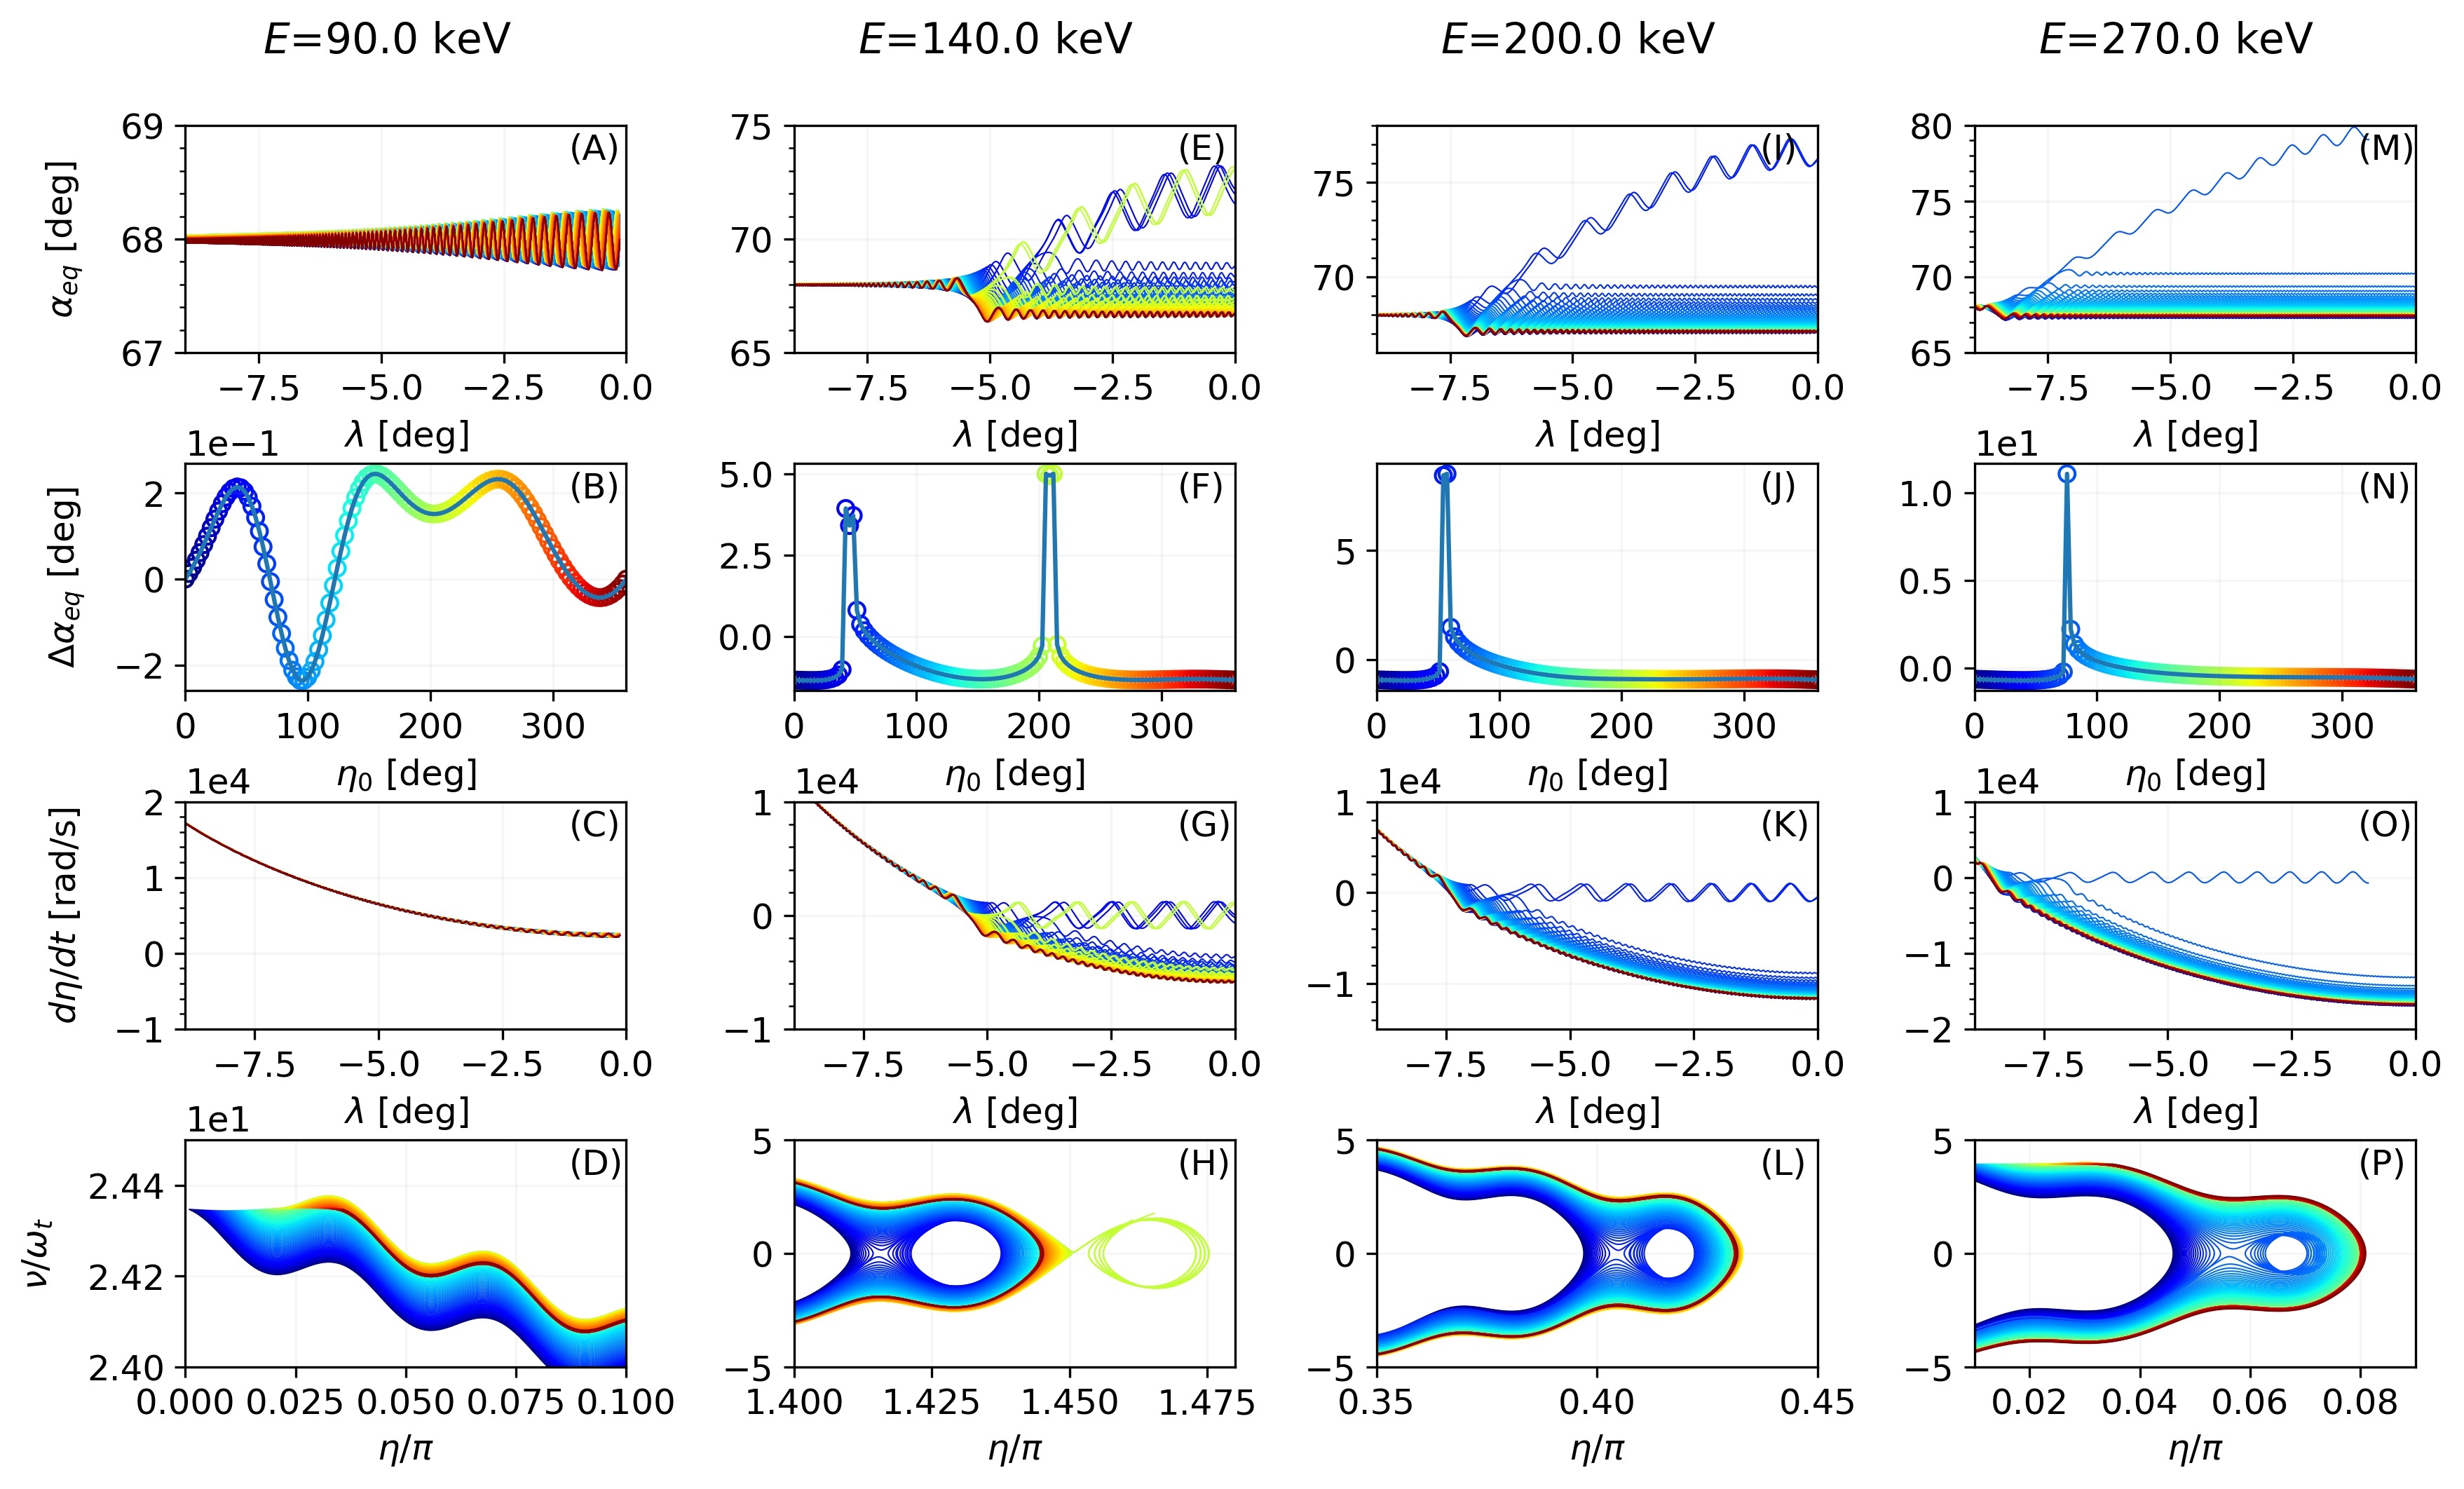 E=90.0 keV E=140.0 keV E=200.0 keV E=270.0 keV
69 68 67
α_eq [deg]
(A)
−7.5 −5.0 −2.5 0.0
λ [deg]
75 70 65
(E)
−7.5 −5.0 −2.5 0.0
λ [deg]
75 70
(I)
−7.5 −5.0 −2.5 0.0
λ [deg]
80 75 70 65
(M)
−7.5 −5.0 −2.5 0.0
λ [deg]
1e−1
2 0 −2
Δα_eq [deg]
(B)
0 100 200 300
η₀ [deg]
5.0 2.5 0.0
(F)
0 100 200 300
η₀ [deg]
5 0
(J)
0 100 200 300
η₀ [deg]
1e1
1.0 0.5 0.0
(N)
0 100 200 300
η₀ [deg]
1e4
2 1 0 −1
dη/dt [rad/s]
(C)
−7.5 −5.0 −2.5 0.0
λ [deg]
1e4
1 0 −1
(G)
−7.5 −5.0 −2.5 0.0
λ [deg]
1e4
1 0 −1
(K)
−7.5 −5.0 −2.5 0.0
λ [deg]
1e4
1 0 −1 −2
(O)
−7.5 −5.0 −2.5 0.0
λ [deg]
1e1
2.44 2.42 2.40
ν/ω_t
(D)
0.000 0.025 0.050 0.075 0.100
η/π
5 0 −5
(H)
1.400 1.425 1.450 1.475
η/π
5 0 −5
(L)
0.35 0.40 0.45
η/π
5 0 −5
(P)
0.02 0.04 0.06 0.08
η/π